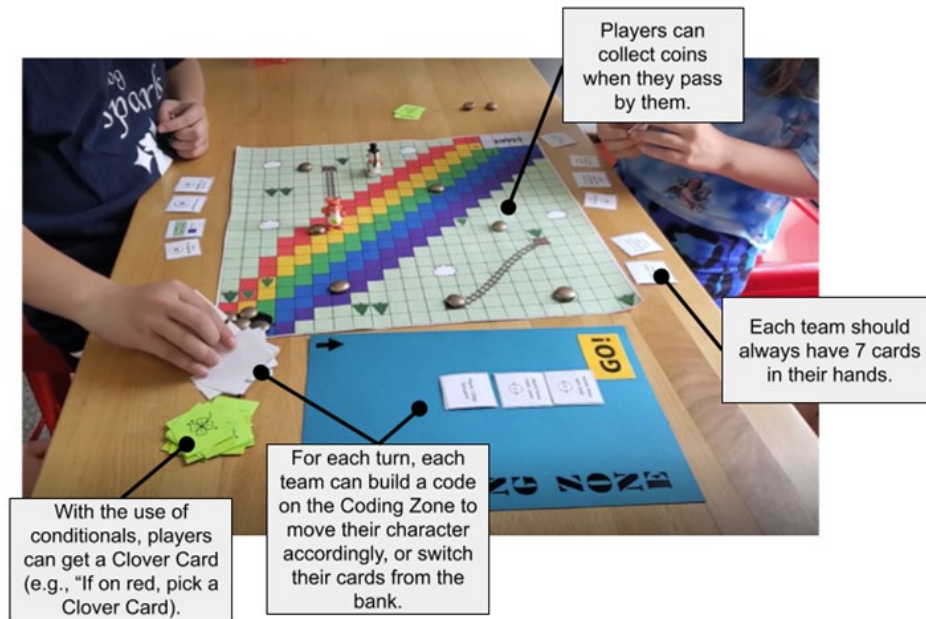 Players can
collect coins
when they pass
by them.
Each team should
always have 7 cards
in their hands.
For each turn, each
team can build a code
on the Coding Zone to
move their character
accordingly, or switch
their cards from the
bank.
With the use of
conditionals, players
can get a Clover Card
(e.g., “If on red, pick a
Clover Card).
START
GO!
NG ZONE
spark